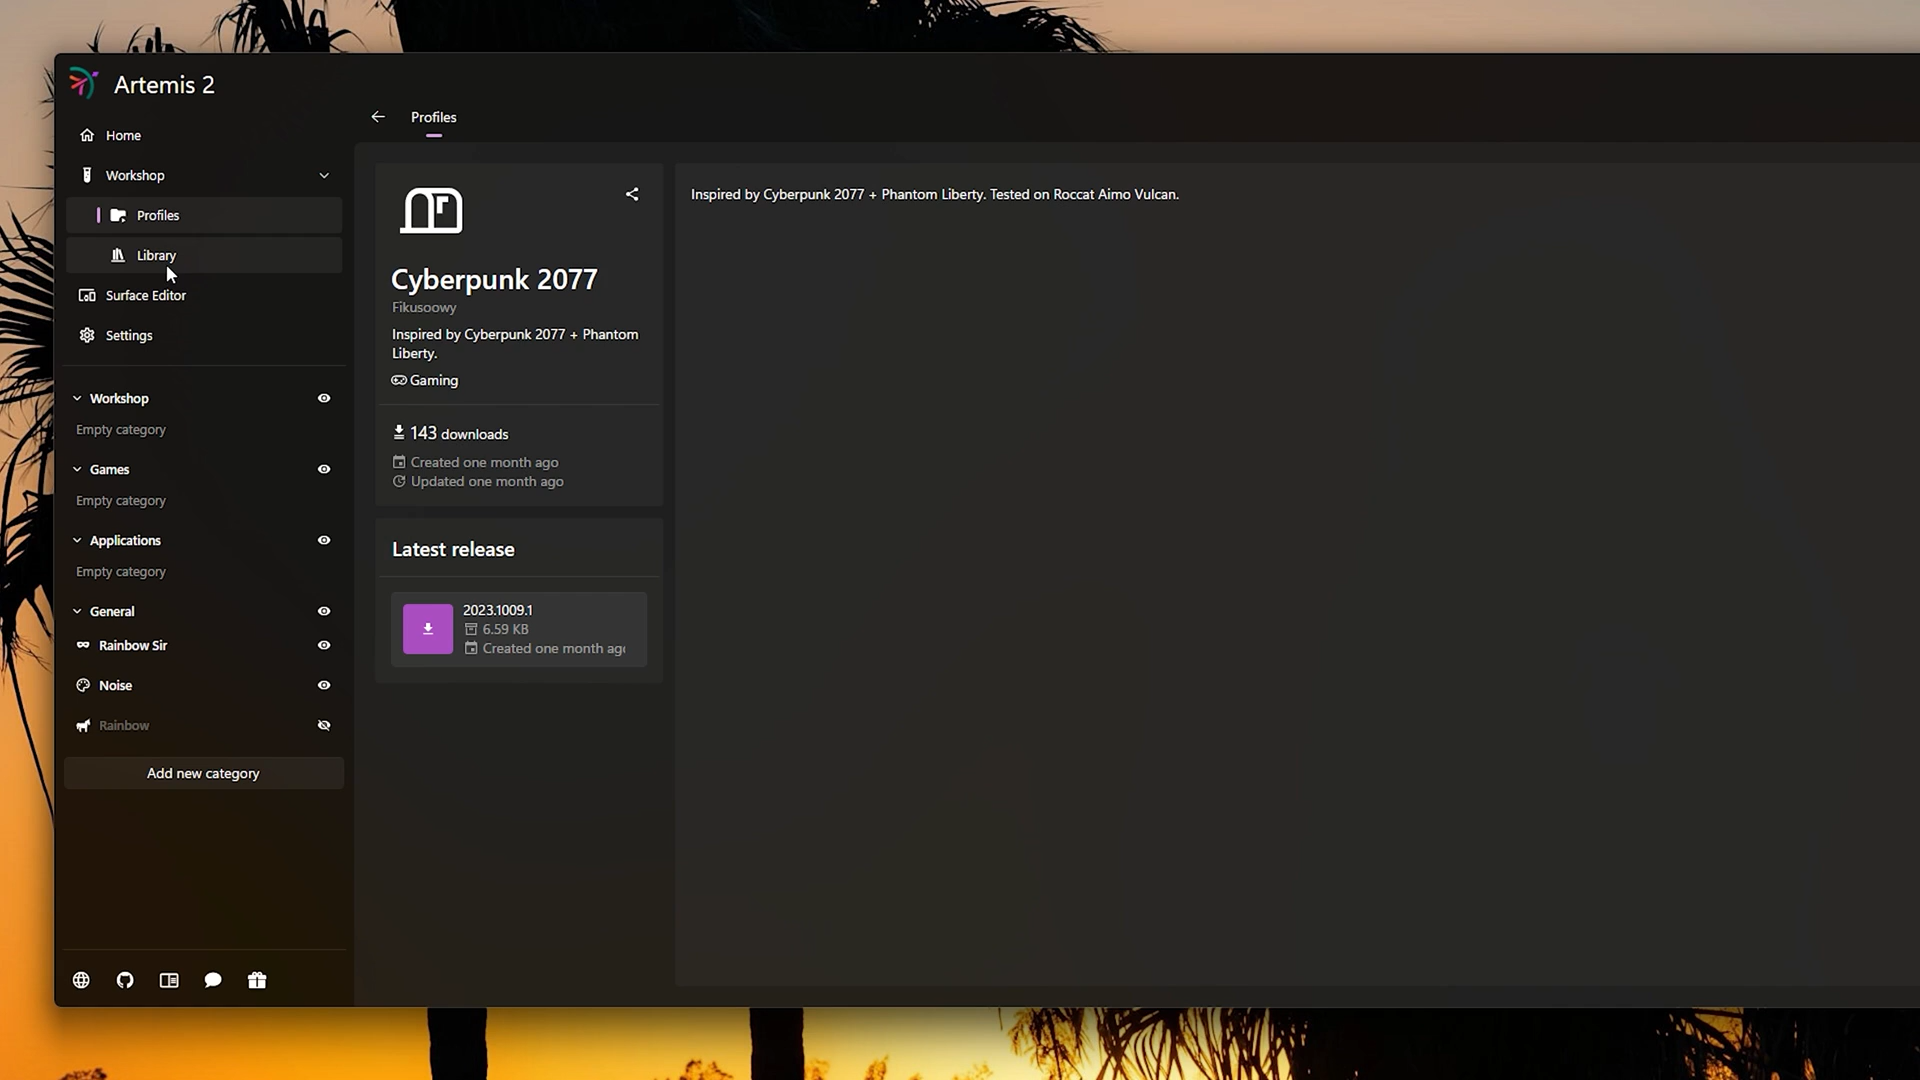 Artemis 2
Home
Workshop
Profiles
Library
Surface Editor
Settings
Workshop
Empty category
Games
Empty category
Applications
Empty category
General
Rainbow Sir
Noise
Rainbow
Add new category
Profiles
Cyberpunk 2077
Fikusoowy
Inspired by Cyberpunk 2077 + Phantom
Liberty.
Gaming
143 downloads
Created one month ago
Updated one month ago
Latest release
2023.1009.1
6.59 KB
Created one month ago
Inspired by Cyberpunk 2077 + Phantom Liberty. Tested on Roccat Aimo Vulcan.